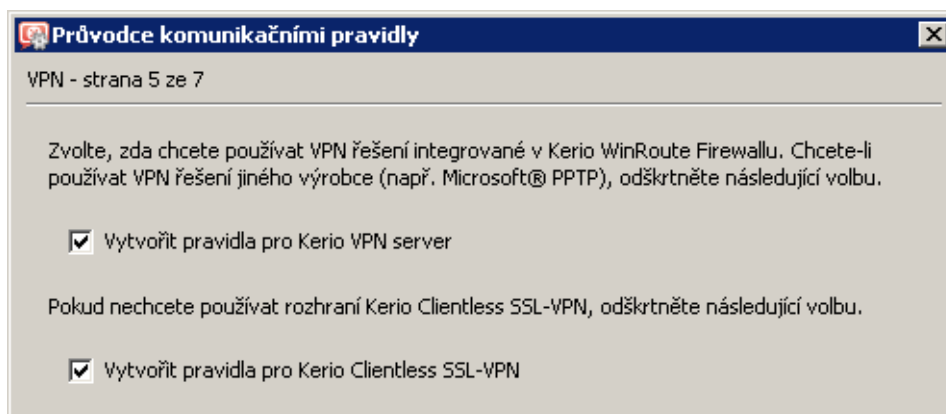 Průvodce komunikačními pravidly
VPN - strana 5 ze 7
Zvolte, zda chcete používat VPN řešení integrované v Kerio WinRoute Firewallu. Chcete-li
používat VPN řešení jiného výrobce (např. Microsoft® PPTP), odškrtněte následující volbu.
Vytvořit pravidla pro Kerio VPN server
Pokud nechcete používat rozhraní Kerio Clientless SSL-VPN, odškrtněte následující volbu.
Vytvořit pravidla pro Kerio Clientless SSL-VPN